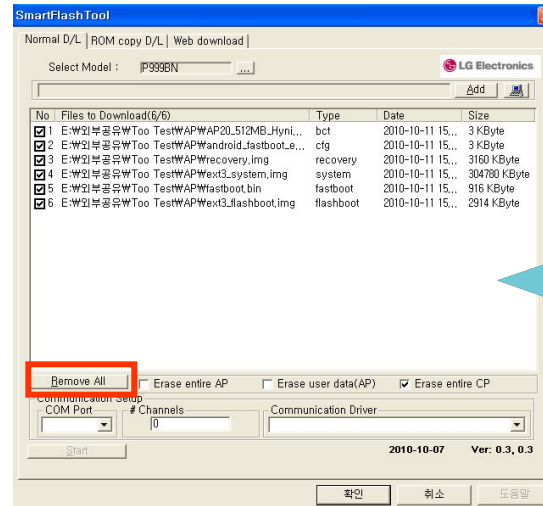 SmartFlashTool
Normal D/L ROM copy D/L Web download
Select Model : P999BN ... LG Electronics
Add
No Files to Download(6/6) Type Date Size
1 E:₩외부공유₩Too Test₩AP₩AP20_512MB_Hyni... bct 2010-10-11 15,... 3 KByte
2 E:₩외부공유₩Too Test₩AP₩android_fastboot_e... cfg 2010-10-11 15,... 3 KByte
3 E:₩외부공유₩Too Test₩AP₩recovery.img recovery 2010-10-11 15,... 3160 KByte
4 E:₩외부공유₩Too Test₩AP₩ext3_system.img system 2010-10-11 15,... 304780 KByte
5 E:₩외부공유₩Too Test₩AP₩fastboot.bin fastboot 2010-10-11 15,... 916 KByte
6 E:₩외부공유₩Too Test₩AP₩ext3_flashboot.img flashboot 2010-10-11 15,... 2914 KByte
Remove All Erase entire AP Erase user data(AP) Erase entire CP
Communication Setup
COM Port # Channels Communication Driver
0
Start 2010-10-07 Ver: 0.3, 0.3
확인 취소 도움말